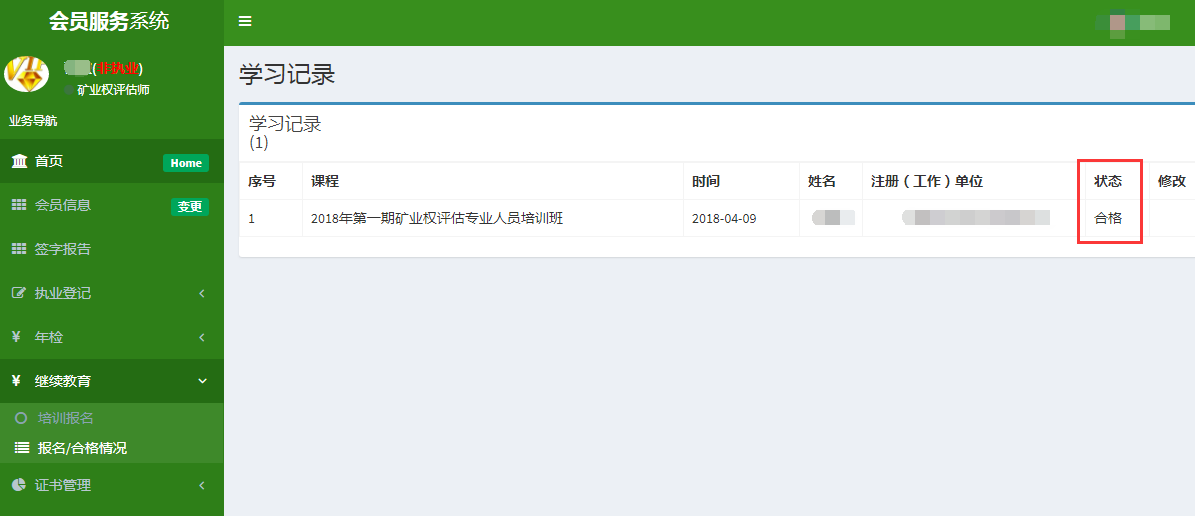 会员服务系统
(非执业)
矿业权评估师
业务导航
首页 Home
会员信息 变更
签字报告
执业登记
¥ 年检
¥ 继续教育
培训报名
报名/合格情况
证书管理
学习记录
学习记录
(1)
序号 课程 时间 姓名 注册（工作）单位 状态 修改
1 2018年第一期矿业权评估专业人员培训班 2018-04-09 合格